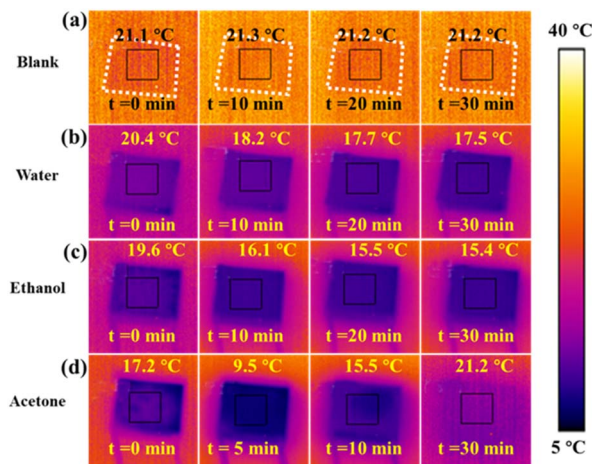 (a)
Blank
21.1 °C 21.3 °C 21.2 °C 21.2 °C
t =0 min t =10 min t =20 min t =30 min
(b)
Water
20.4 °C 18.2 °C 17.7 °C 17.5 °C
t =0 min t =10 min t =20 min t =30 min
(c)
Ethanol
19.6 °C 16.1 °C 15.5 °C 15.4 °C
t =0 min t =10 min t =20 min t =30 min
(d)
Acetone
17.2 °C 9.5 °C 15.5 °C 21.2 °C
t =0 min t =5 min t =10 min t =30 min
40 °C
5 °C